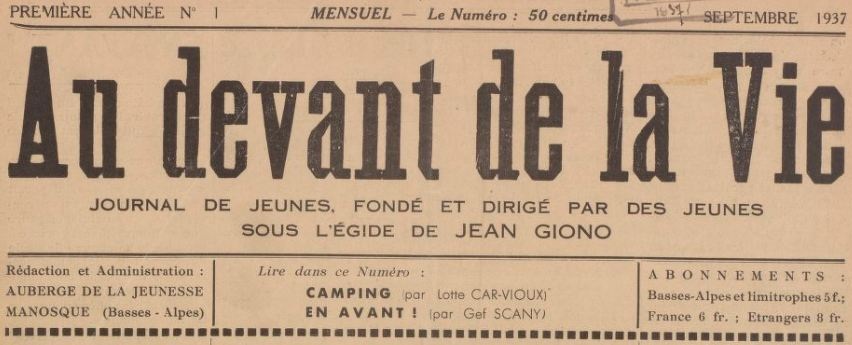 PREMIÈRE ANNÉE N° 1
MENSUEL — Le Numéro : 50 centimes
SEPTEMBRE 1937
Au devant de la Vie
JOURNAL DE JEUNES, FONDÉ ET DIRIGÉ PAR DES JEUNES
SOUS L'ÉGIDE DE JEAN GIONO
Rédaction et Administration :
AUBERGE DE LA JEUNESSE
MANOSQUE (Basses - Alpes)
Lire dans ce Numéro :
CAMPING (par Lotte CAR-VIOUX)
EN AVANT ! (par Gef SCANY)
ABONNEMENTS :
Basses-Alpes et limitrophes 5 f. ;
France 6 fr. ; Etrangers 8 fr.